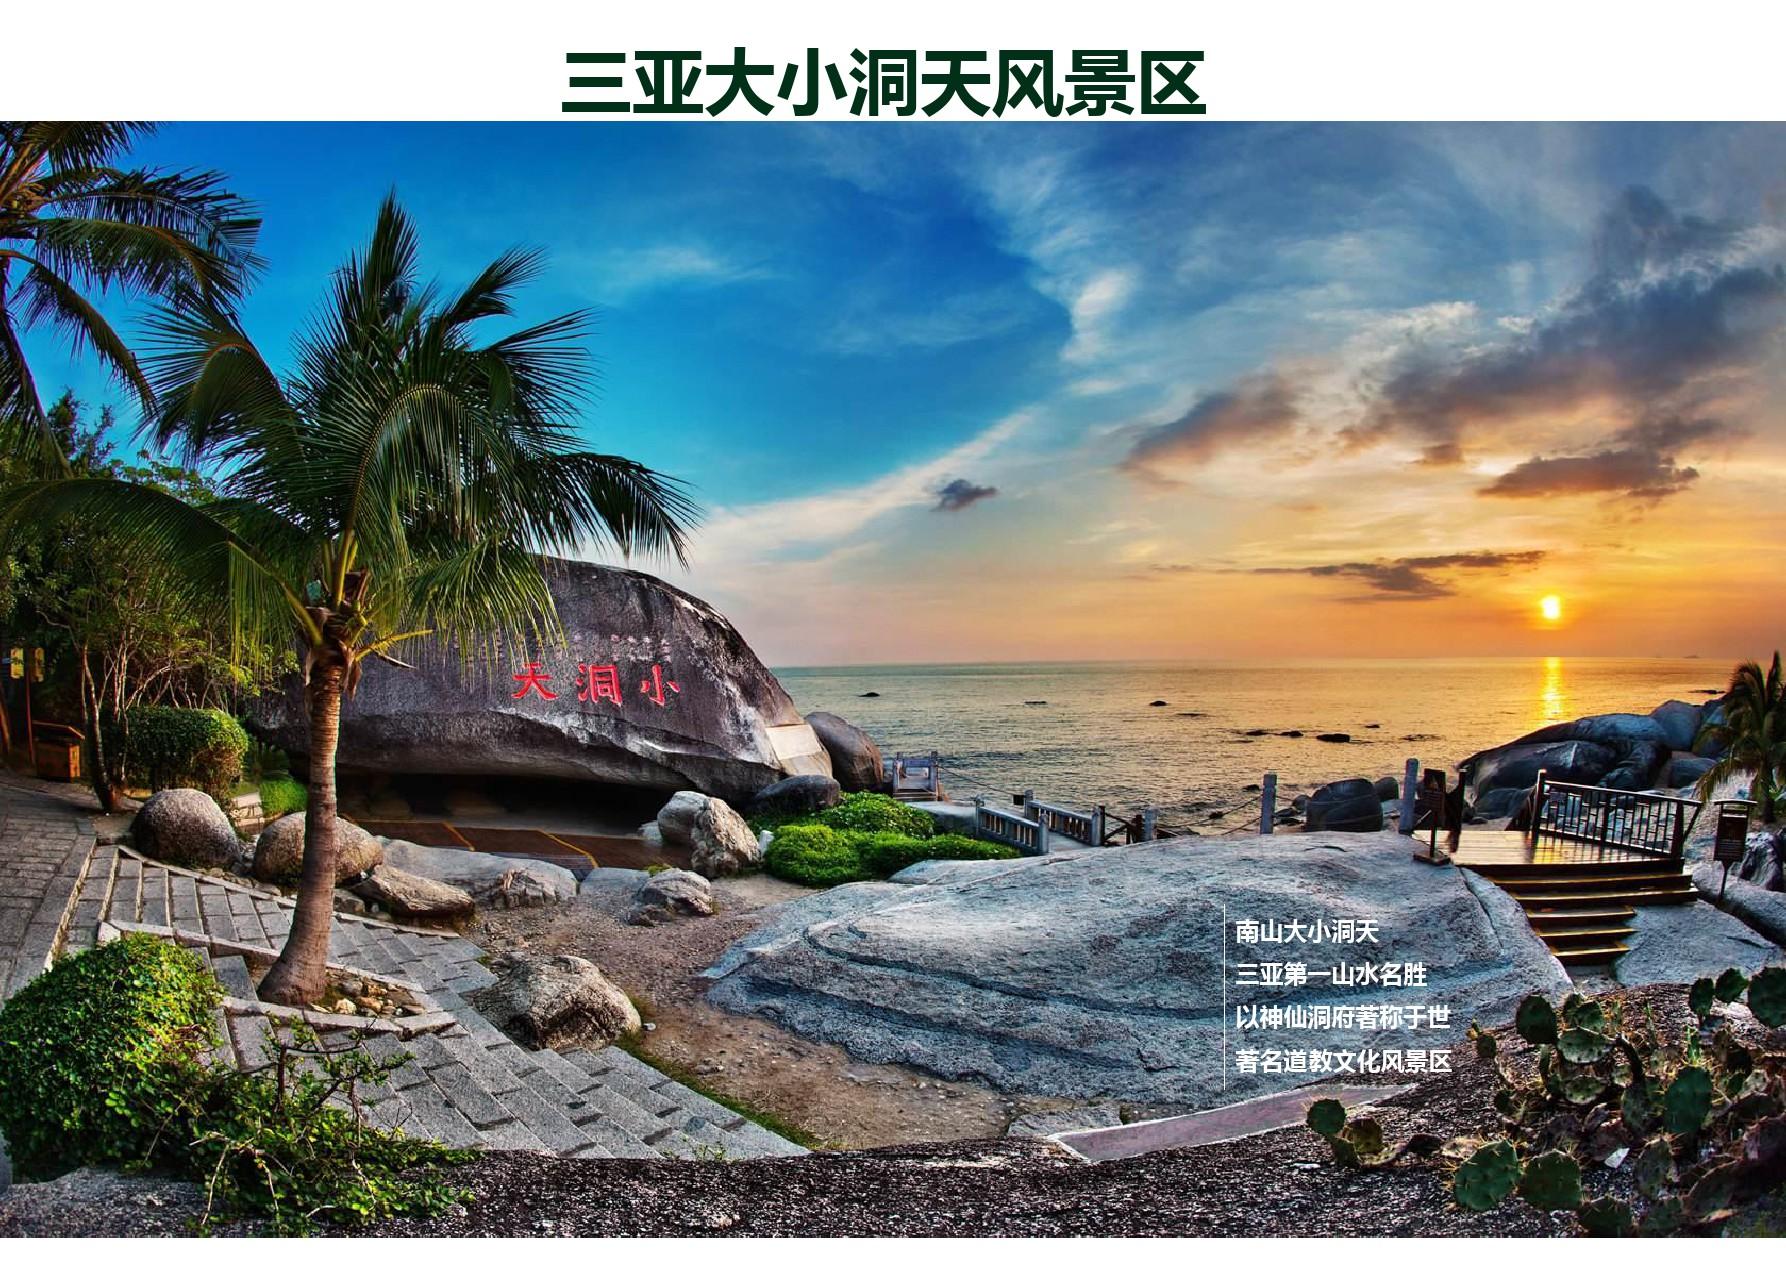 三亚大小洞天风景区
天洞小
南山大小洞天
三亚第一山水名胜
以神仙洞府著称于世
著名道教文化风景区